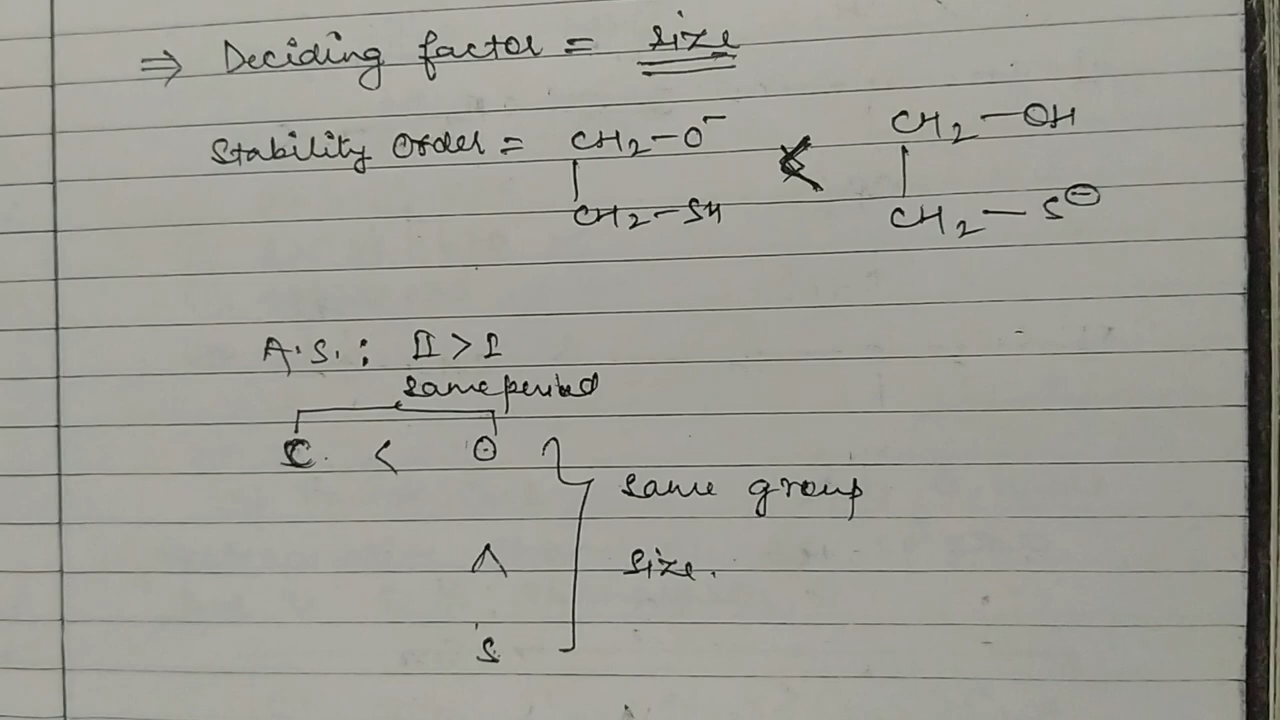 ⇒ Deciding factor = size
Stability Order = CH2-O⁻ < CH2-OH
| |
CH2-SH CH2-S⊖
A.S. : II > I
same period
C < O } same group
∧ size.
S